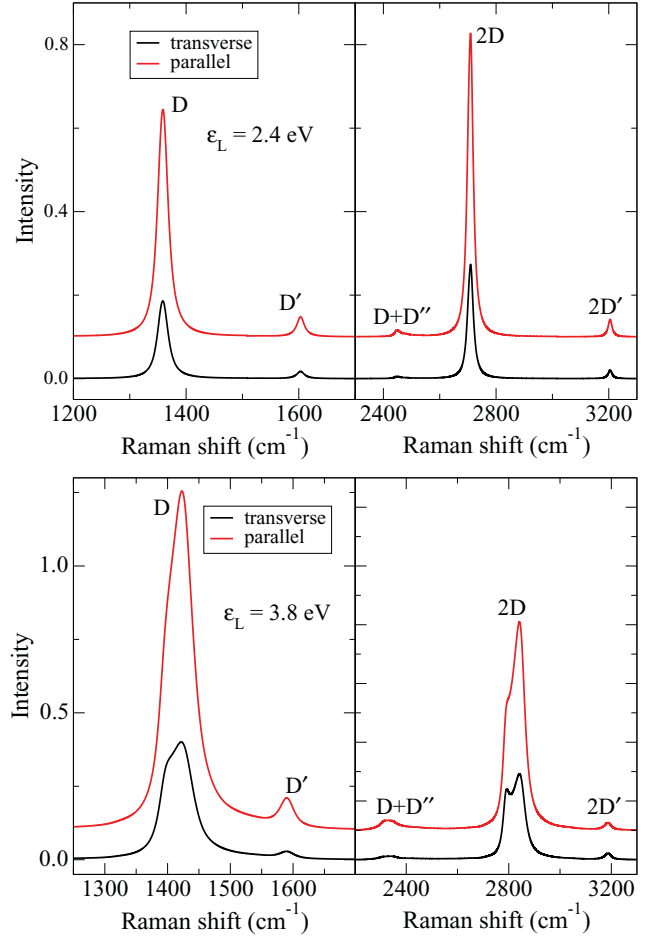 transverse
parallel
D
ε_L = 2.4 eV
D′
2D
D+D″
2D′
Intensity
0.8
0.4
0.0
1200
1400
1600
2400
2800
3200
Raman shift (cm⁻¹)
Raman shift (cm⁻¹)
D
transverse
parallel
ε_L = 3.8 eV
D′
2D
D+D″
2D′
Intensity
1.0
0.5
0.0
1300
1400
1500
1600
2400
2800
3200
Raman shift (cm⁻¹)
Raman shift (cm⁻¹)